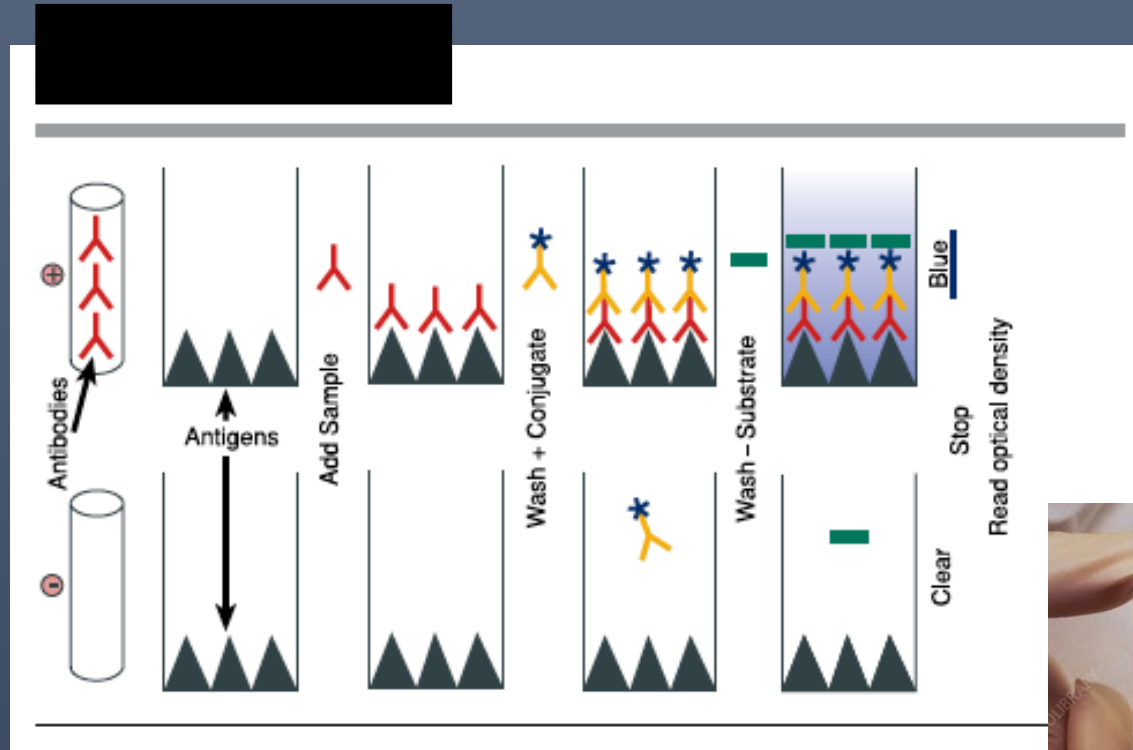 Antibodies
Antigens
Add Sample
Wash + Conjugate
Wash – Substrate
Blue
Clear
Stop
Read optical density
+
-